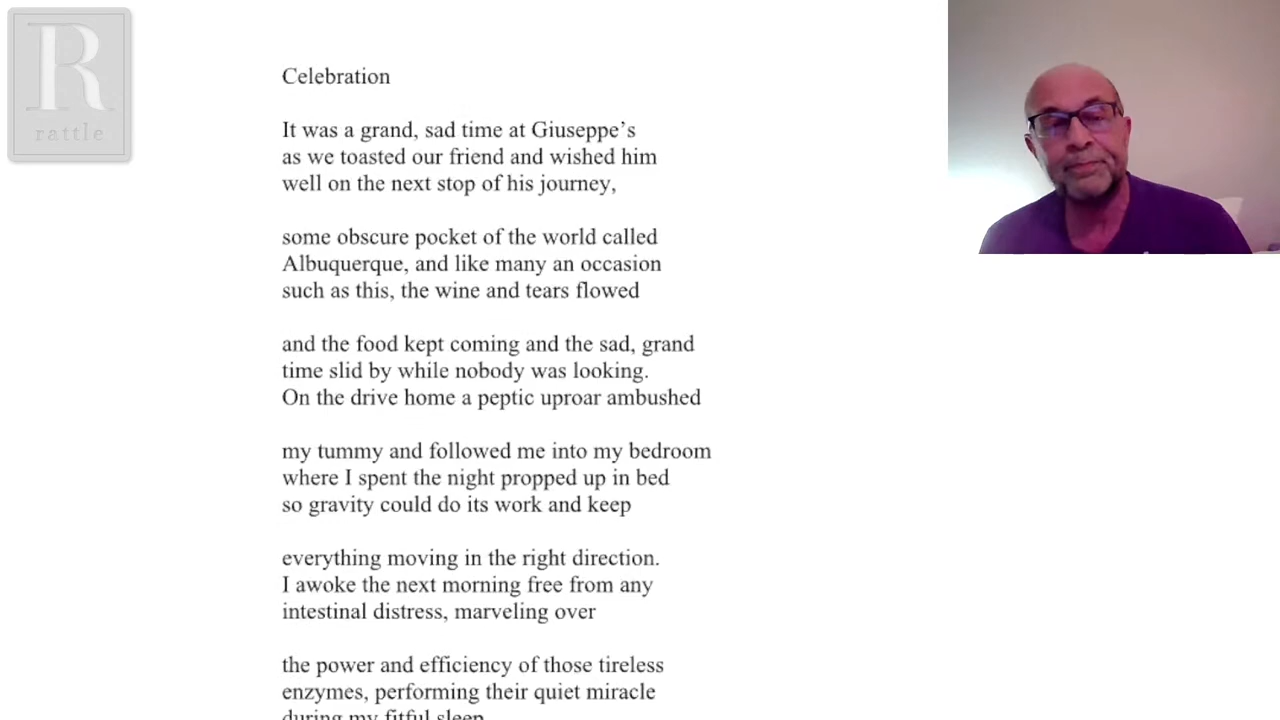 R
rattle
Celebration
It was a grand, sad time at Giuseppe’s
as we toasted our friend and wished him
well on the next stop of his journey,
some obscure pocket of the world called
Albuquerque, and like many an occasion
such as this, the wine and tears flowed
and the food kept coming and the sad, grand
time slid by while nobody was looking.
On the drive home a peptic uproar ambushed
my tummy and followed me into my bedroom
where I spent the night propped up in bed
so gravity could do its work and keep
everything moving in the right direction.
I awoke the next morning free from any
intestinal distress, marveling over
the power and efficiency of those tireless
enzymes, performing their quiet miracle
during my fitful sleep